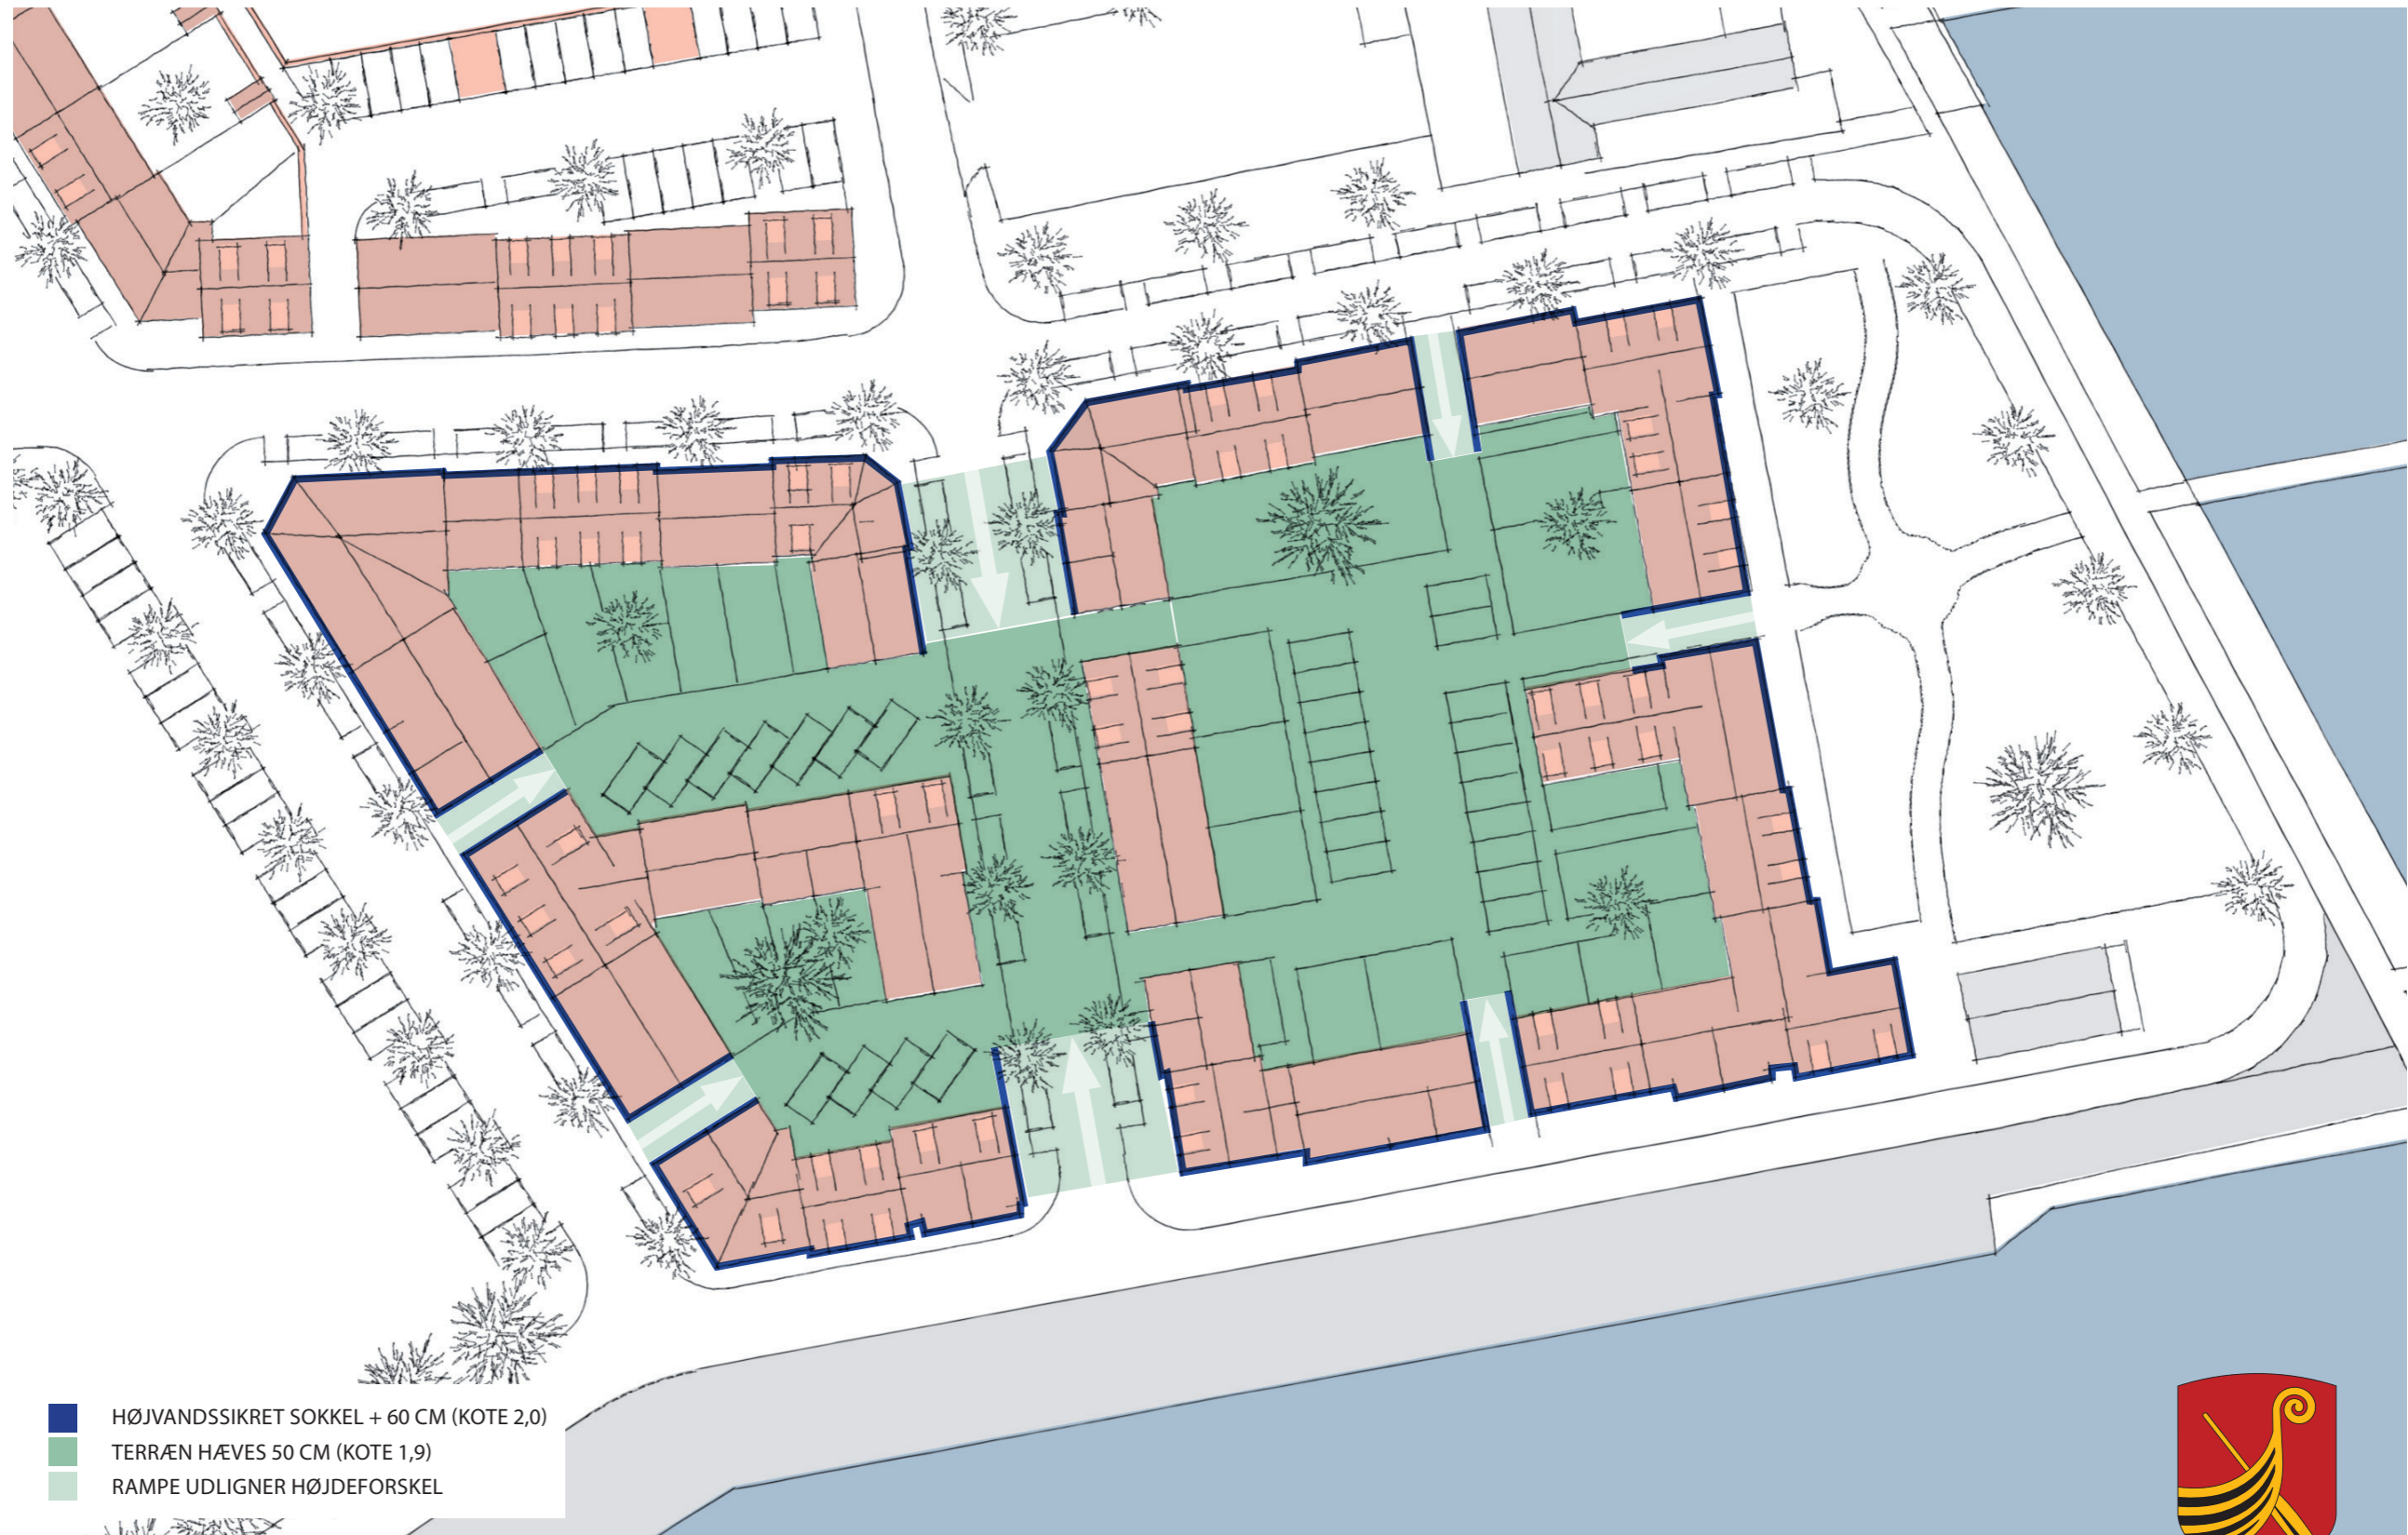 HØJVANDSSIKRET SOKKEL + 60 CM (KOTE 2,0)
TERRÆN HÆVES 50 CM (KOTE 1,9)
RAMPE UDLIGNER HØJDEFORSKEL